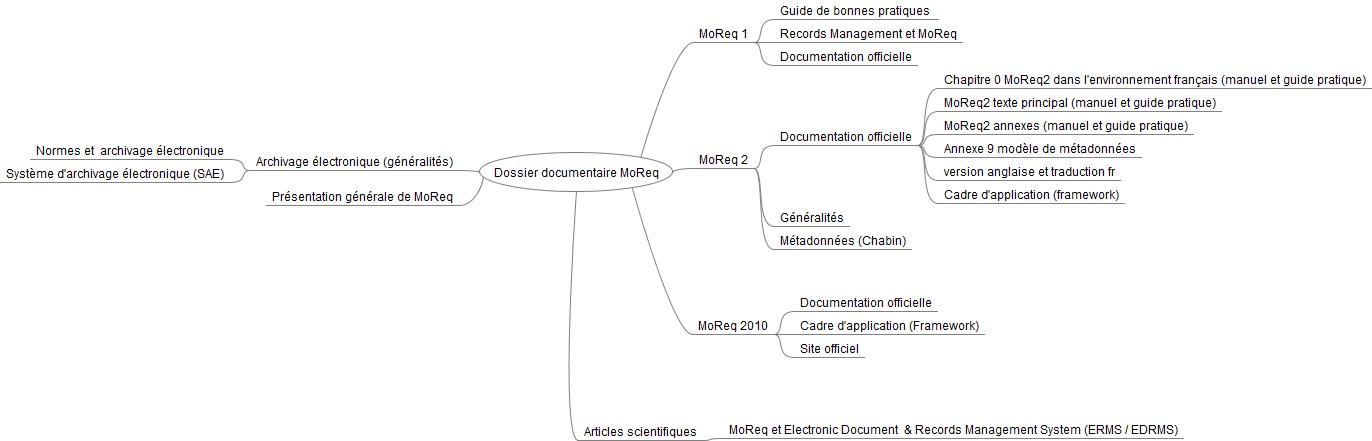 Dossier documentaire MoReq
Archivage électronique (généralités)
Normes et  archivage électronique
Système d'archivage électronique (SAE)
Présentation générale de MoReq
MoReq 1
Guide de bonnes pratiques
Records Management et MoReq
Documentation officielle
MoReq 2
Documentation officielle
Chapitre 0 MoReq2 dans l'environnement français (manuel et guide pratique)
MoReq2 texte principal (manuel et guide pratique)
MoReq2 annexes (manuel et guide pratique)
Annexe 9 modèle de métadonnées
version anglaise et traduction fr
Cadre d'application (framework)
Généralités
Métadonnées (Chabin)
MoReq 2010
Documentation officielle
Cadre d'application (Framework)
Site officiel
Articles scientifiques
MoReq et Electronic Document  & Records Management System (ERMS / EDRMS)